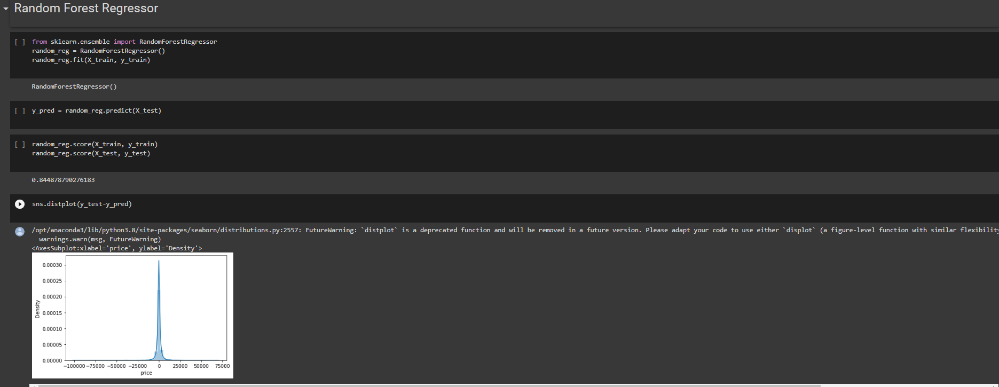 Random Forest Regressor
[ ] from sklearn.ensemble import RandomForestRegressor
random_reg = RandomForestRegressor()
random_reg.fit(X_train, y_train)
RandomForestRegressor()
[ ] y_pred = random_reg.predict(X_test)
[ ] random_reg.score(X_train, y_train)
random_reg.score(X_test, y_test)
0.844878790276183
sns.distplot(y_test-y_pred)
/opt/anaconda3/lib/python3.8/site-packages/seaborn/distributions.py:2557: FutureWarning: `distplot` is a deprecated function and will be removed in a future version. Please adapt your code to use either `displot` (a figure-level function with similar flexibility
warnings.warn(msg, FutureWarning)
<AxesSubplot:xlabel='price', ylabel='Density'>
0.00030
0.00025
0.00020
0.00015
0.00010
0.00005
0.00000
Density
−100000 −75000 −50000 −25000 0 25000 50000 75000
price